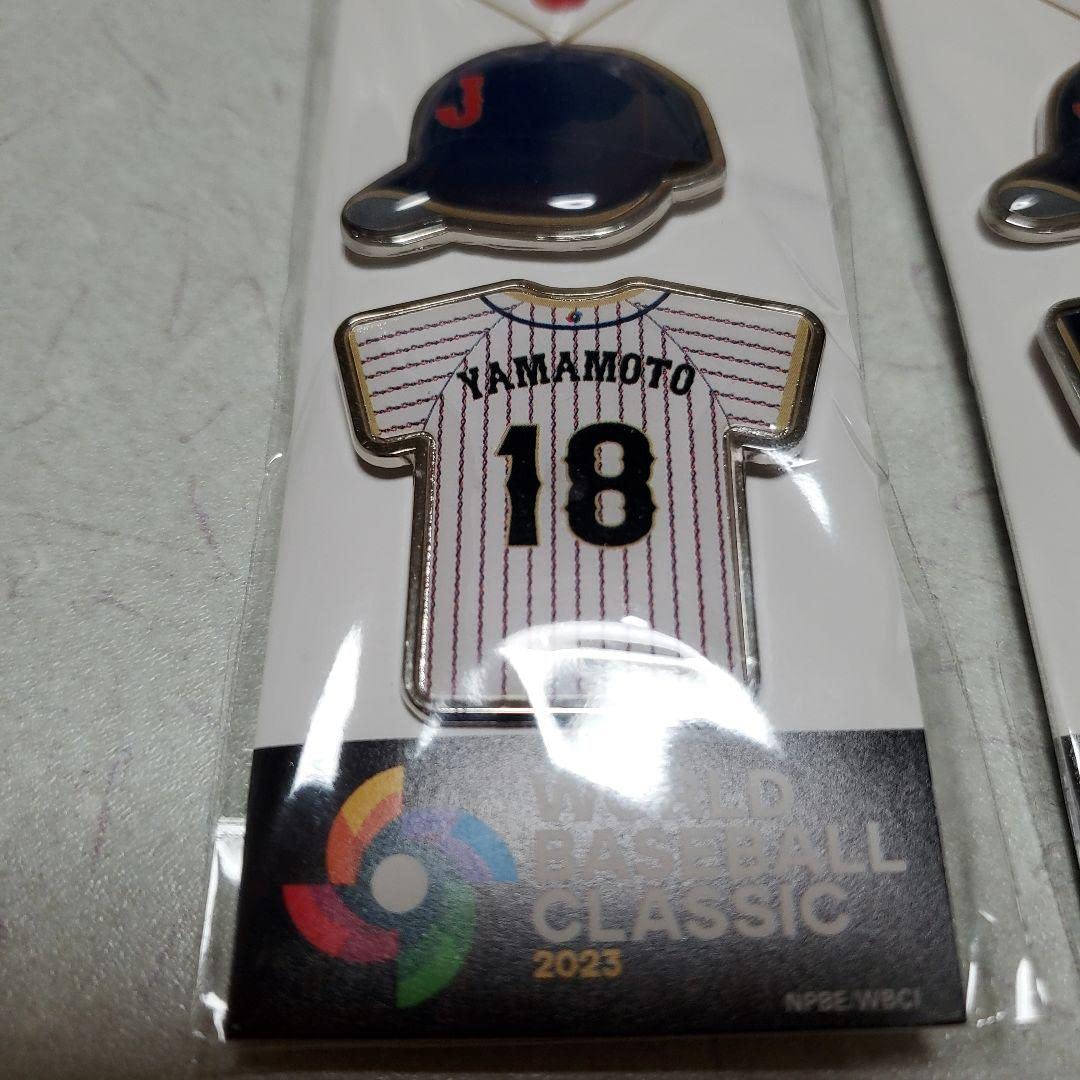 J
YAMAMOTO
18
WORLD
BASEBALL
CLASSIC
2023
NPBE/WBCI